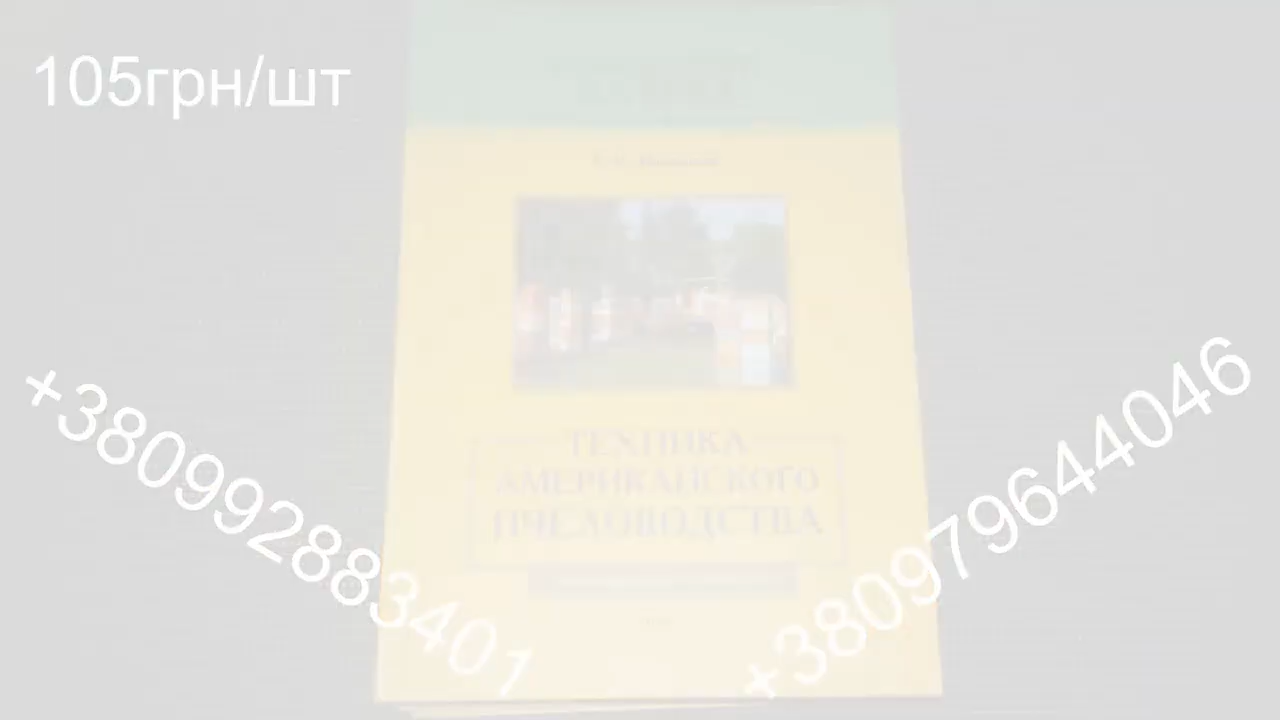 105грн/шт
ТЕХНИКА
АМЕРИКАНСКОГО
ПЧЕЛОВОДСТВА
+380992883401
+380979644046